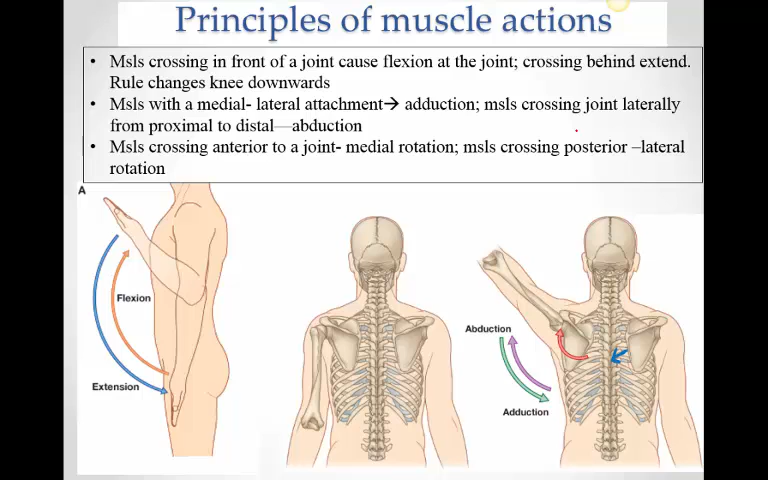 Principles of muscle actions
• Msls crossing in front of a joint cause flexion at the joint; crossing behind extend.
Rule changes knee downwards
• Msls with a medial- lateral attachment→ adduction; msls crossing joint laterally
from proximal to distal—abduction
• Msls crossing anterior to a joint- medial rotation; msls crossing posterior –lateral
rotation
A
Flexion
Extension
Abduction
Adduction